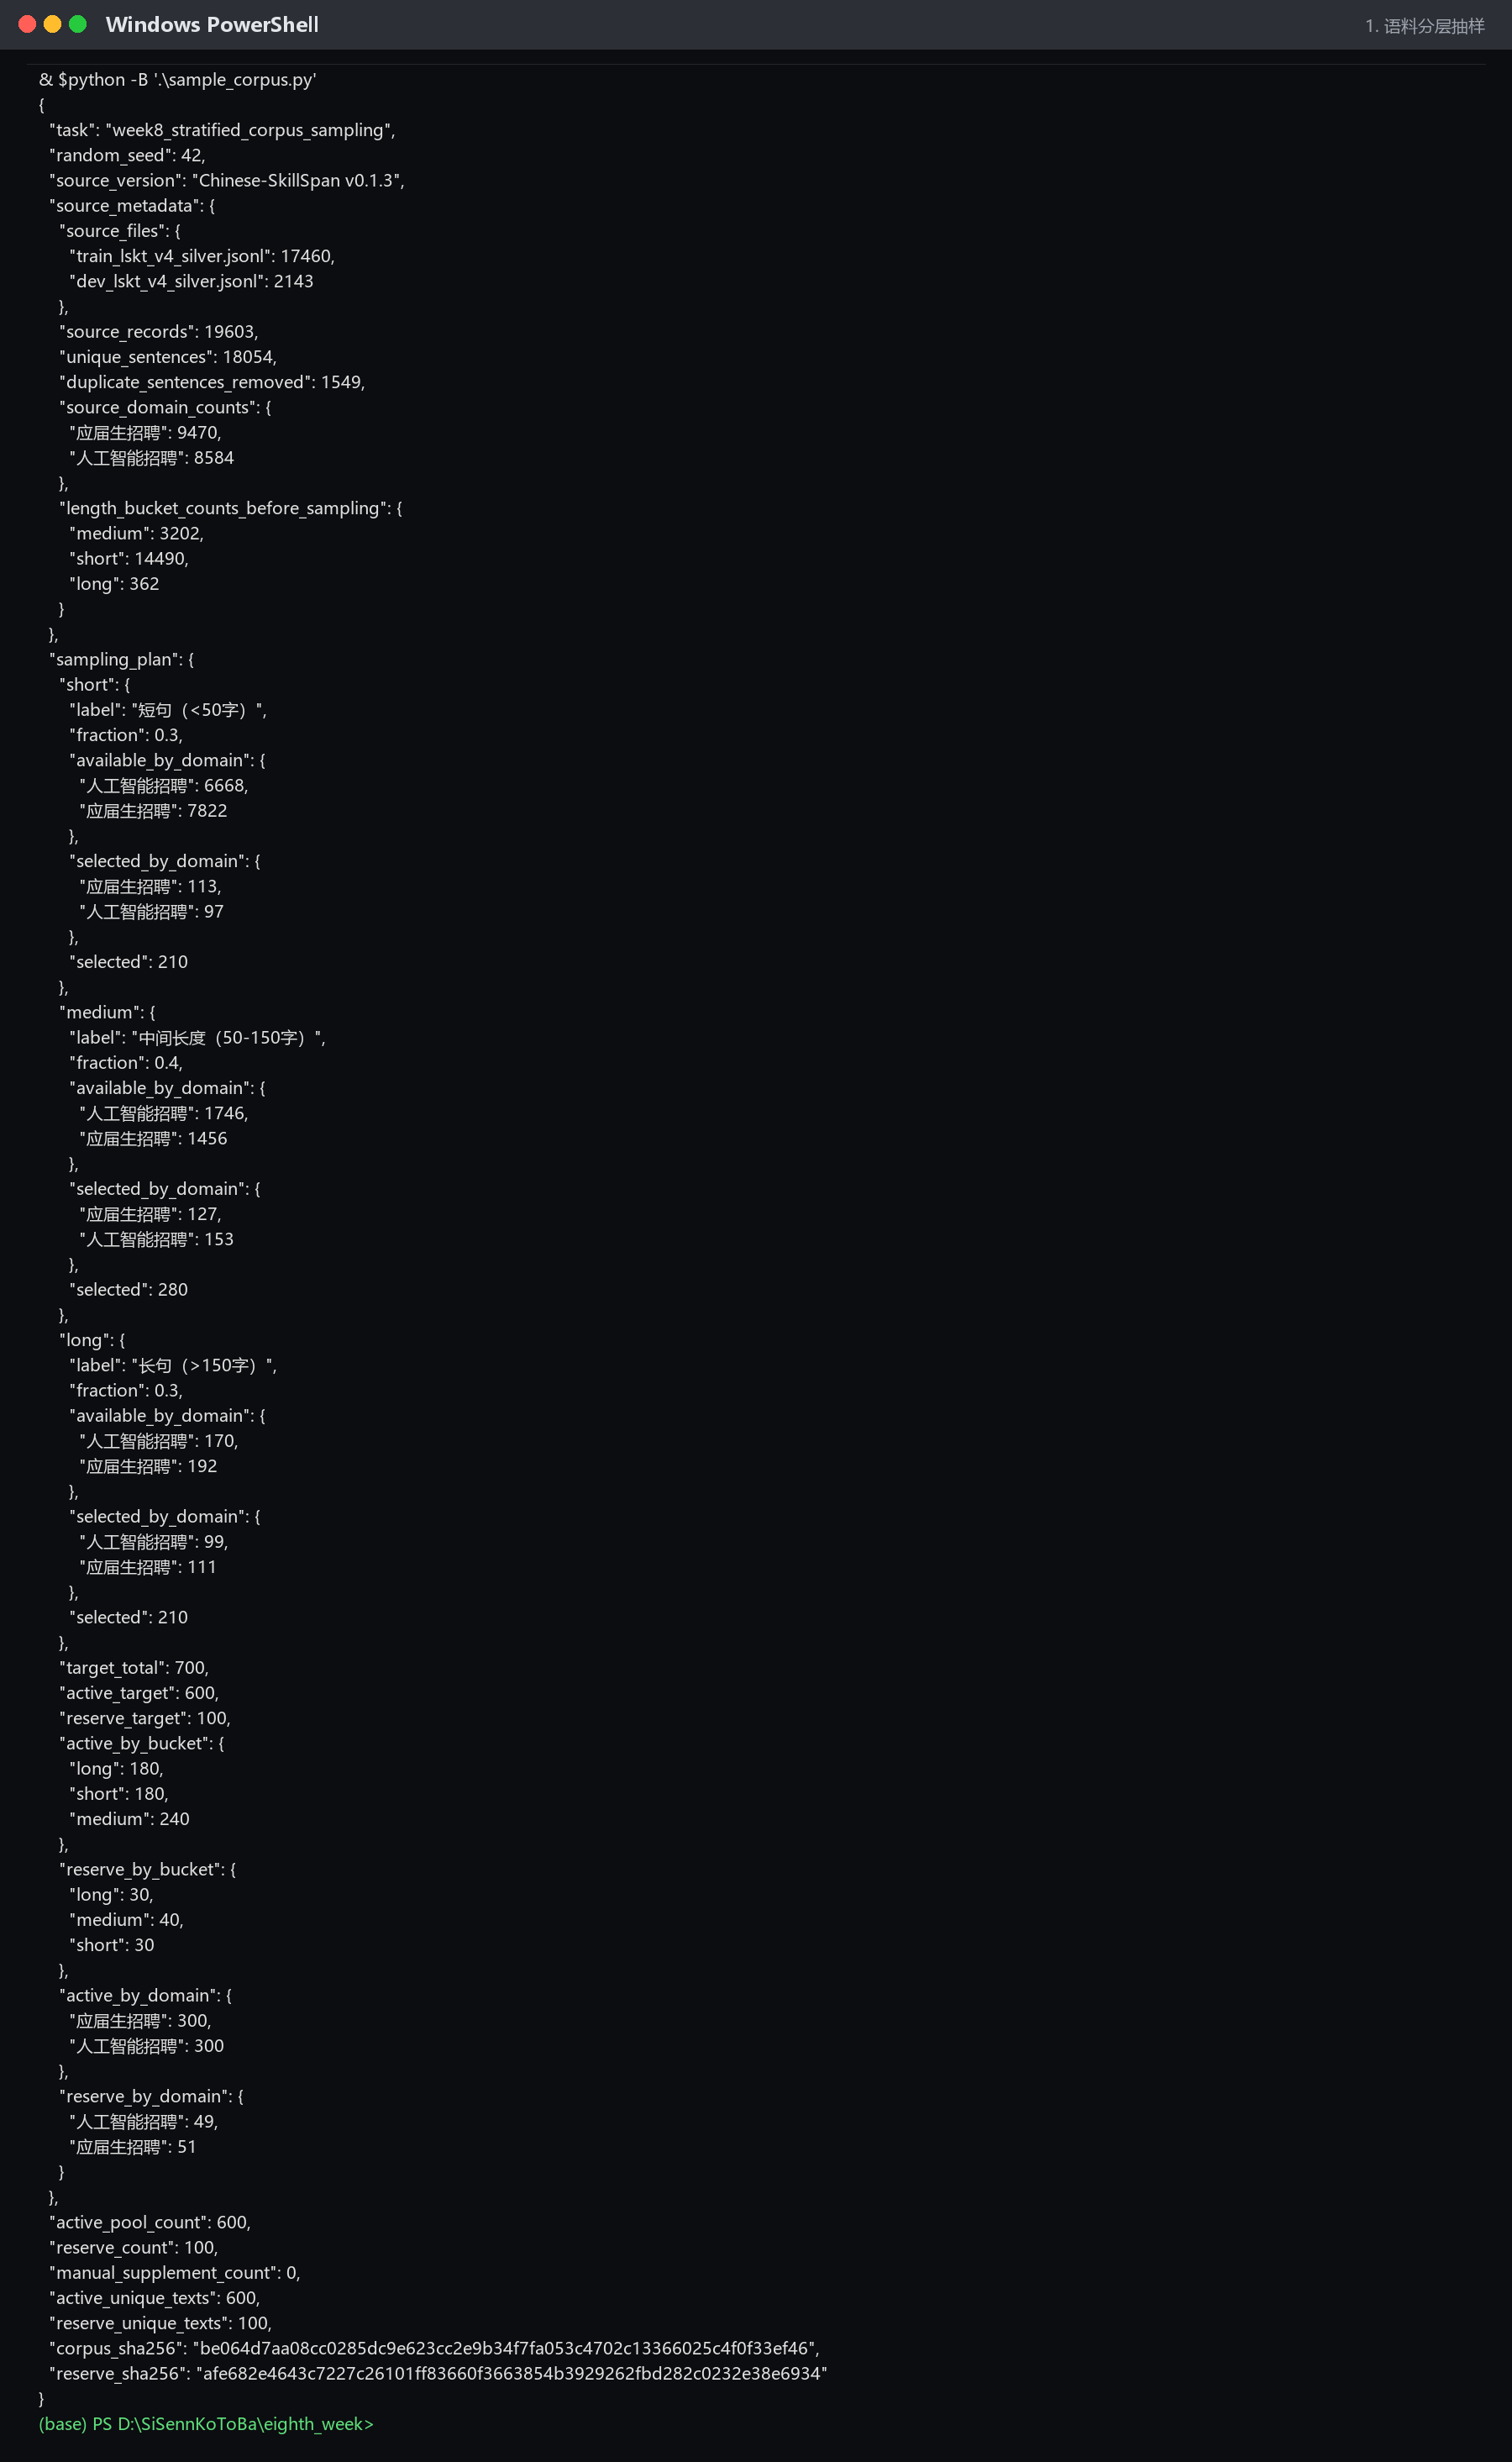 Windows PowerShell
1. 语料分层抽样
& $python -B '.\sample_corpus.py'
{
  "task": "week8_stratified_corpus_sampling",
  "random_seed": 42,
  "source_version": "Chinese-SkillSpan v0.1.3",
  "source_metadata": {
    "source_files": {
      "train_lskt_v4_silver.jsonl": 17460,
      "dev_lskt_v4_silver.jsonl": 2143
    },
    "source_records": 19603,
    "unique_sentences": 18054,
    "duplicate_sentences_removed": 1549,
    "source_domain_counts": {
      "应届生招聘": 9470,
      "人工智能招聘": 8584
    },
    "length_bucket_counts_before_sampling": {
      "medium": 3202,
      "short": 14490,
      "long": 362
    }
  },
  "sampling_plan": {
    "short": {
      "label": "短句（<50字）",
      "fraction": 0.3,
      "available_by_domain": {
        "人工智能招聘": 6668,
        "应届生招聘": 7822
      },
      "selected_by_domain": {
        "应届生招聘": 113,
        "人工智能招聘": 97
      },
      "selected": 210
    },
    "medium": {
      "label": "中间长度（50-150字）",
      "fraction": 0.4,
      "available_by_domain": {
        "人工智能招聘": 1746,
        "应届生招聘": 1456
      },
      "selected_by_domain": {
        "应届生招聘": 127,
        "人工智能招聘": 153
      },
      "selected": 280
    },
    "long": {
      "label": "长句（>150字）",
      "fraction": 0.3,
      "available_by_domain": {
        "人工智能招聘": 170,
        "应届生招聘": 192
      },
      "selected_by_domain": {
        "人工智能招聘": 99,
        "应届生招聘": 111
      },
      "selected": 210
    },
    "target_total": 700,
    "active_target": 600,
    "reserve_target": 100,
    "active_by_bucket": {
      "long": 180,
      "short": 180,
      "medium": 240
    },
    "reserve_by_bucket": {
      "long": 30,
      "medium": 40,
      "short": 30
    },
    "active_by_domain": {
      "应届生招聘": 300,
      "人工智能招聘": 300
    },
    "reserve_by_domain": {
      "人工智能招聘": 49,
      "应届生招聘": 51
    }
  },
  "active_pool_count": 600,
  "reserve_count": 100,
  "manual_supplement_count": 0,
  "active_unique_texts": 600,
  "reserve_unique_texts": 100,
  "corpus_sha256": "be064d7aa08cc0285dc9e623cc2e9b34f7fa053c4702c13366025c4f0f33ef46",
  "reserve_sha256": "afe682e4643c7227c26101ff83660f3663854b3929262fbd282c0232e38e6934"
}
(base) PS D:\SiSennKoToBa\eighth_week>